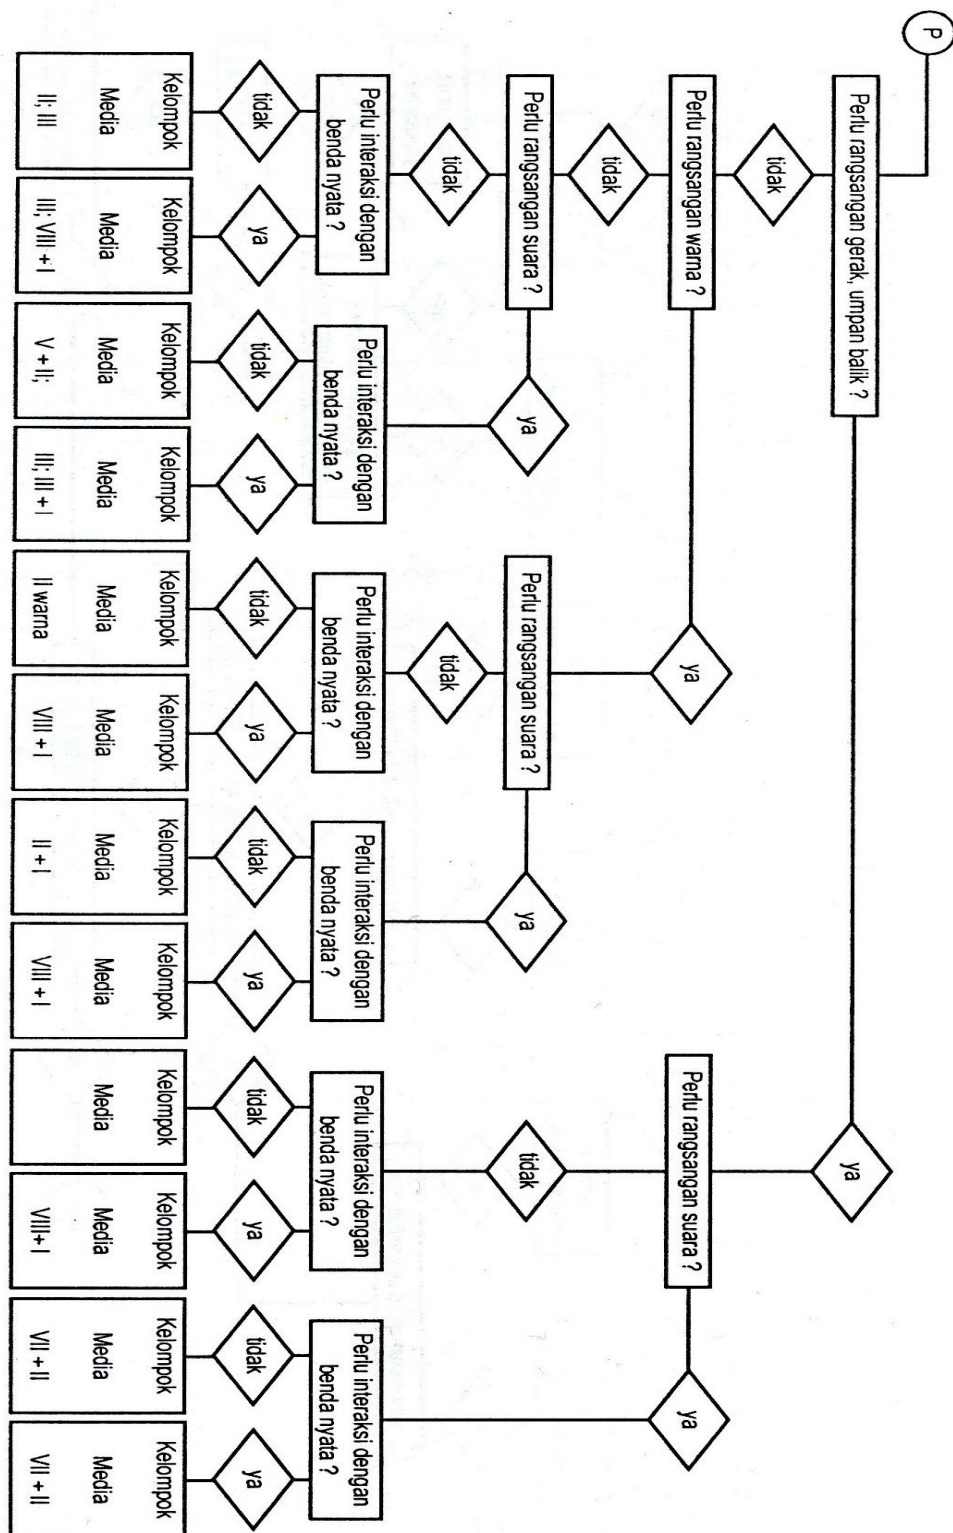 P
Perlu rangsangan gerak, umpan balik ?
tidak
ya
Perlu rangsangan warna ?
Perlu rangsangan suara ?
tidak
ya
tidak
ya
Perlu rangsangan suara ?
Perlu rangsangan suara ?
tidak
ya
tidak
ya
tidak
ya
Perlu interaksi dengan
benda nyata ?
Perlu interaksi dengan
benda nyata ?
Perlu interaksi dengan
benda nyata ?
Perlu interaksi dengan
benda nyata ?
Perlu interaksi dengan
benda nyata ?
Perlu interaksi dengan
benda nyata ?
tidak
ya
tidak
ya
tidak
ya
tidak
ya
tidak
ya
tidak
ya
Kelompok
Media
II; III
Kelompok
Media
III; VIII + I
Kelompok
Media
V + II;
Kelompok
Media
III; III + I
Kelompok
Media
II warna
Kelompok
Media
VIII + I
Kelompok
Media
II + I
Kelompok
Media
VIII + I
Kelompok
Media
Kelompok
Media
VIII+ I
Kelompok
Media
VII + II
Kelompok
Media
VII + II